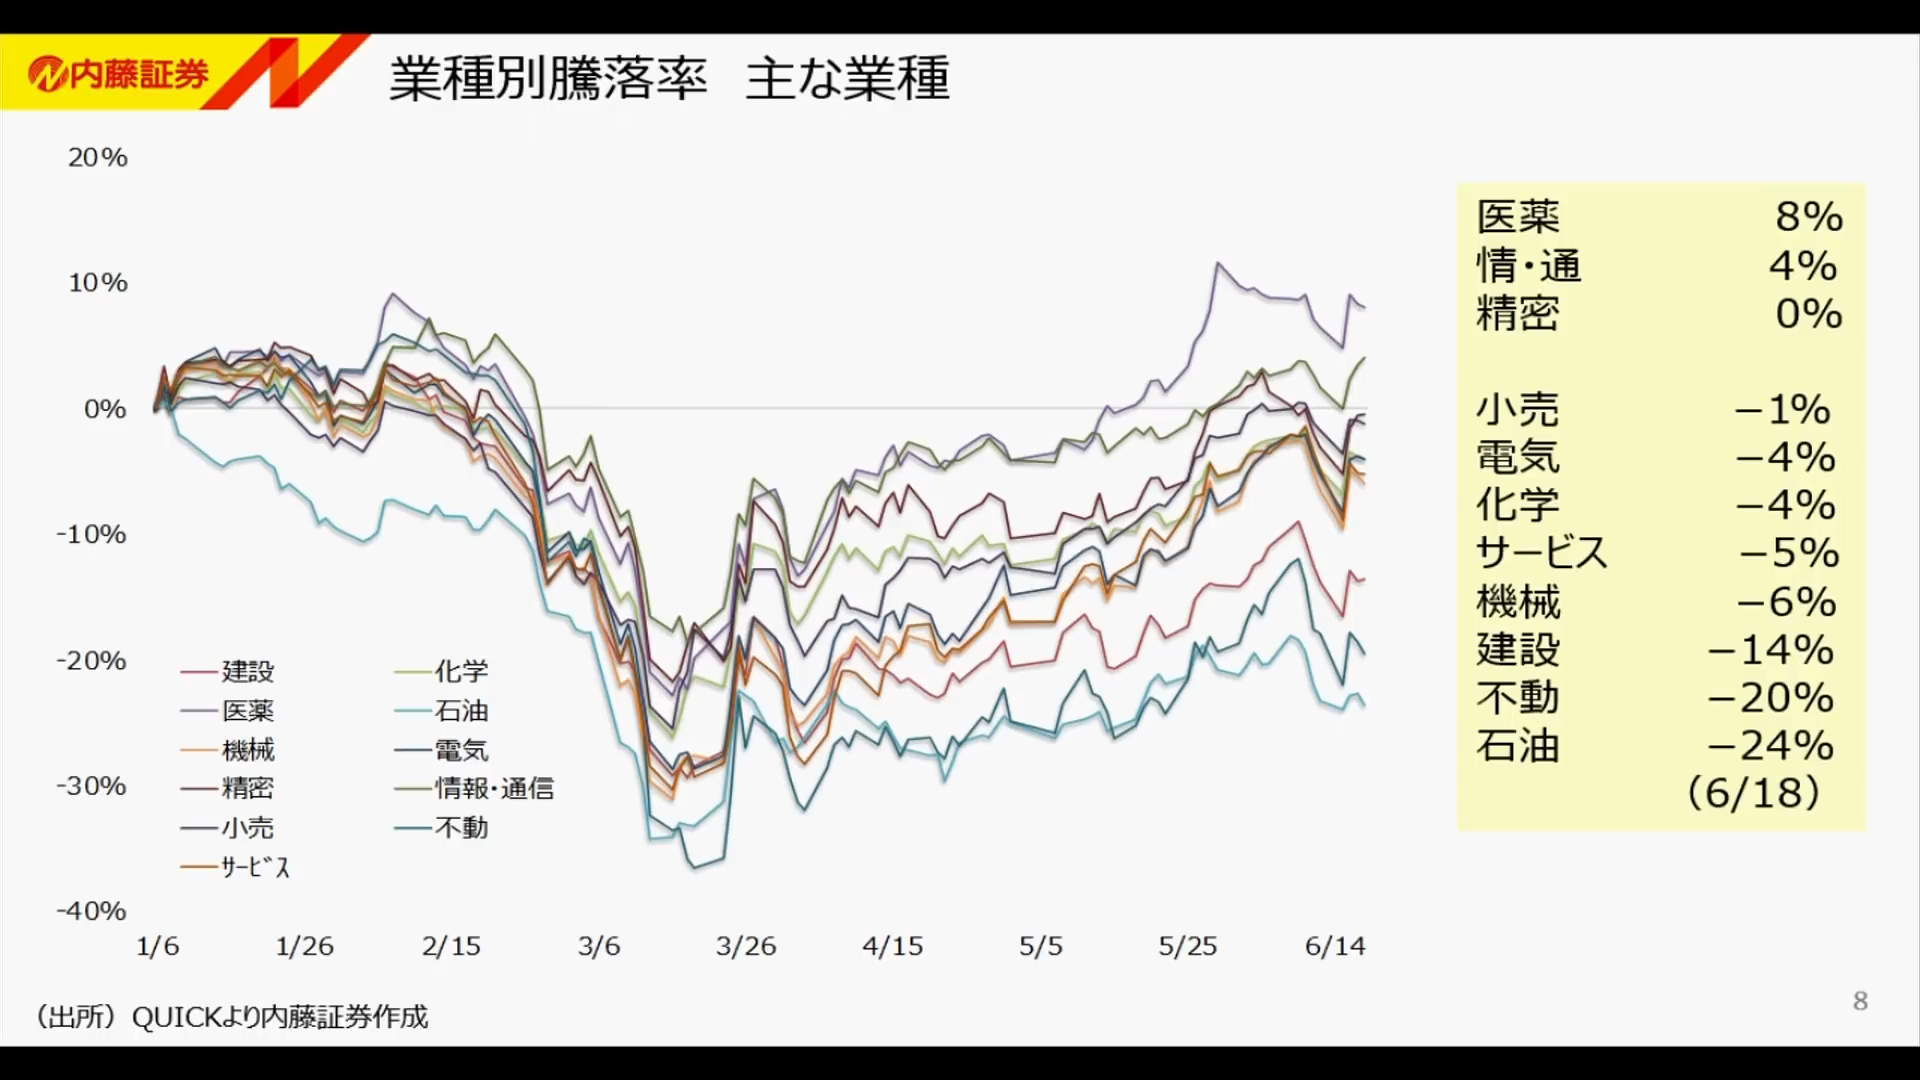 内藤証券
業種別騰落率 主な業種
20%
10%
0%
-10%
-20%
-30%
-40%
1/6 1/26 2/15 3/6 3/26 4/15 5/5 5/25 6/14
建設 化学
医薬 石油
機械 電気
精密 情報・通信
小売 不動
ｻｰﾋﾞｽ
医薬 8%
情・通 4%
精密 0%
小売 −1%
電気 −4%
化学 −4%
サービス −5%
機械 −6%
建設 −14%
不動 −20%
石油 −24%
（6/18）
（出所）QUICKより内藤証券作成
8